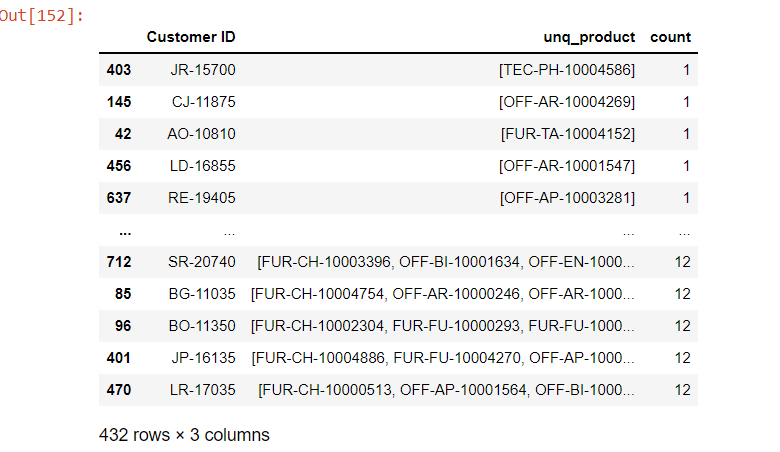 Out[152]:
Customer ID unq_product count
403 JR-15700 [TEC-PH-10004586] 1
145 CJ-11875 [OFF-AR-10004269] 1
42 AO-10810 [FUR-TA-10004152] 1
456 LD-16855 [OFF-AR-10001547] 1
637 RE-19405 [OFF-AP-10003281] 1
... ... ... ...
712 SR-20740 [FUR-CH-10003396, OFF-BI-10001634, OFF-EN-1000... 12
85 BG-11035 [FUR-CH-10004754, OFF-AR-10000246, OFF-AR-1000... 12
96 BO-11350 [FUR-CH-10002304, FUR-FU-10000293, FUR-FU-1000... 12
401 JP-16135 [FUR-CH-10004886, FUR-FU-10004270, OFF-AP-1000... 12
470 LR-17035 [FUR-CH-10000513, OFF-AP-10001564, OFF-BI-1000... 12
432 rows × 3 columns